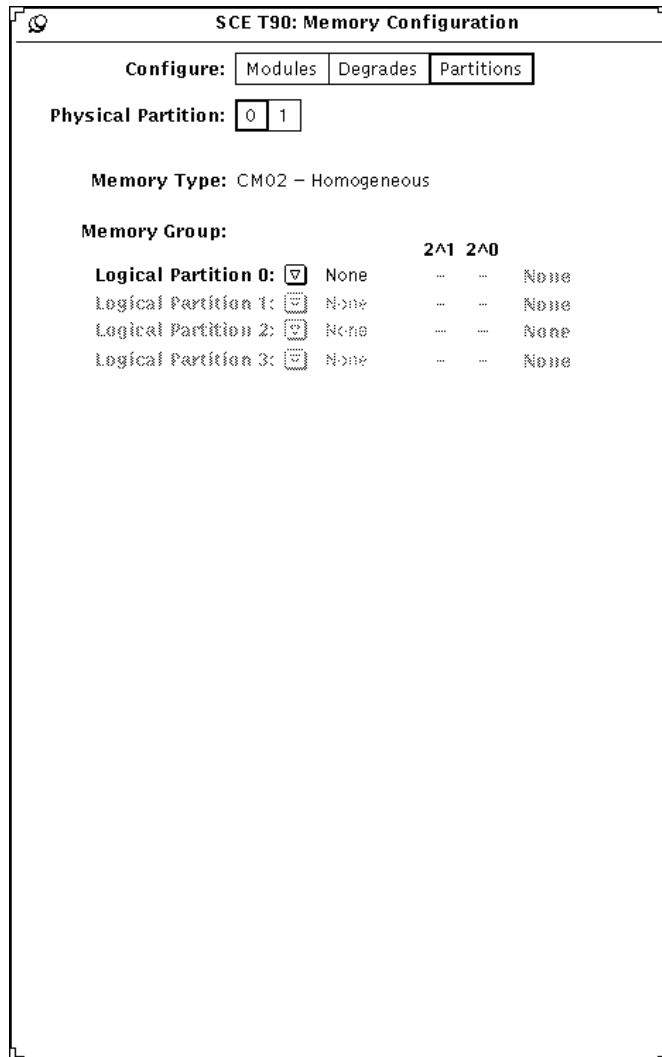 SCE T90: Memory Configuration
Configure: Modules Degrades Partitions
Physical Partition: 0 1
Memory Type: CM02 – Homogeneous
Memory Group:
2^1 2^0
Logical Partition 0: None -- -- None
Logical Partition 1: None -- -- None
Logical Partition 2: None -- -- None
Logical Partition 3: None -- -- None